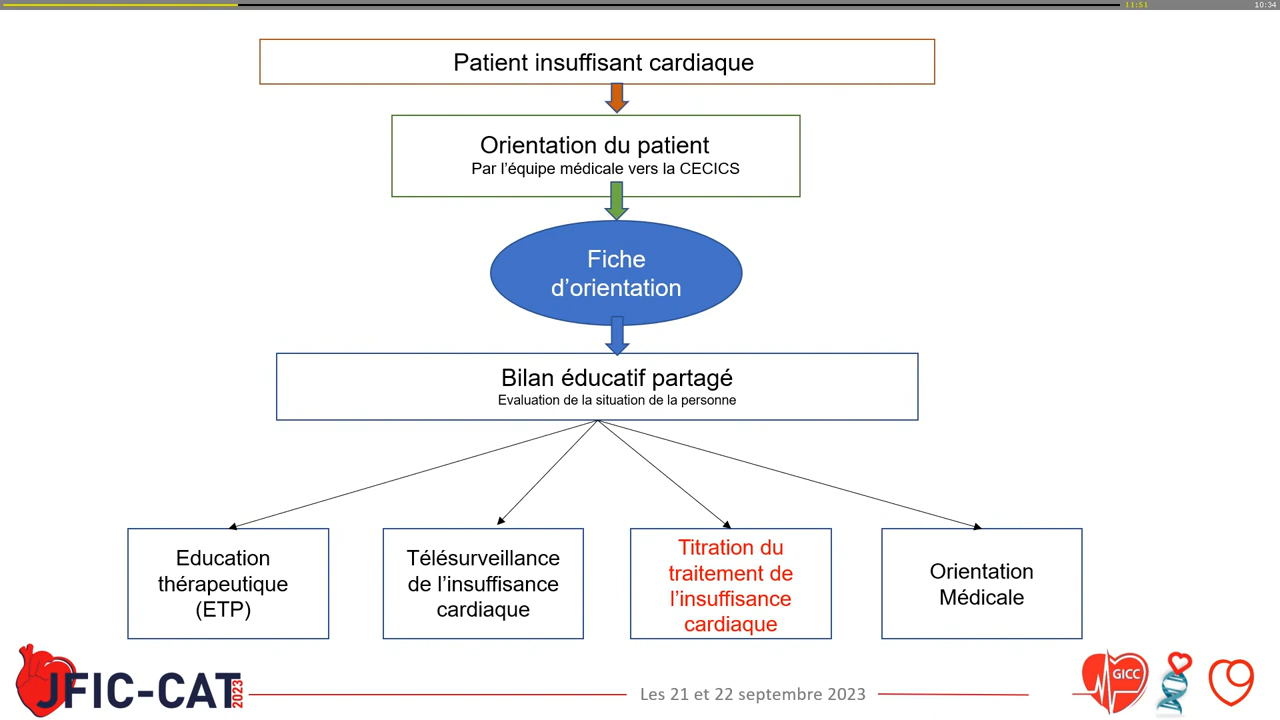 11:51
10:34
Patient insuffisant cardiaque
Orientation du patient
Par l'équipe médicale vers la CECICS
Fiche
d'orientation
Bilan éducatif partagé
Evaluation de la situation de la personne
Education
thérapeutique
(ETP)
Télésurveillance
de l'insuffisance
cardiaque
Titration du
traitement de
l'insuffisance
cardiaque
Orientation
Médicale
JFIC-CAT
2023
Les 21 et 22 septembre 2023
GICC